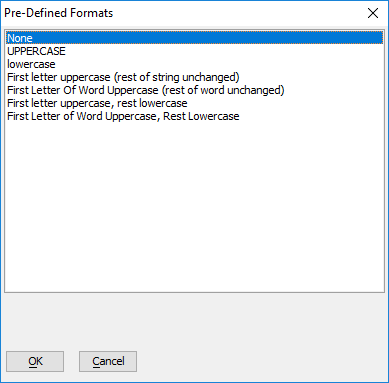 Pre-Defined Formats
None
UPPERCASE
lowercase
First letter uppercase (rest of string unchanged)
First Letter Of Word Uppercase (rest of word unchanged)
First letter uppercase, rest lowercase
First Letter of Word Uppercase, Rest Lowercase
OK Cancel